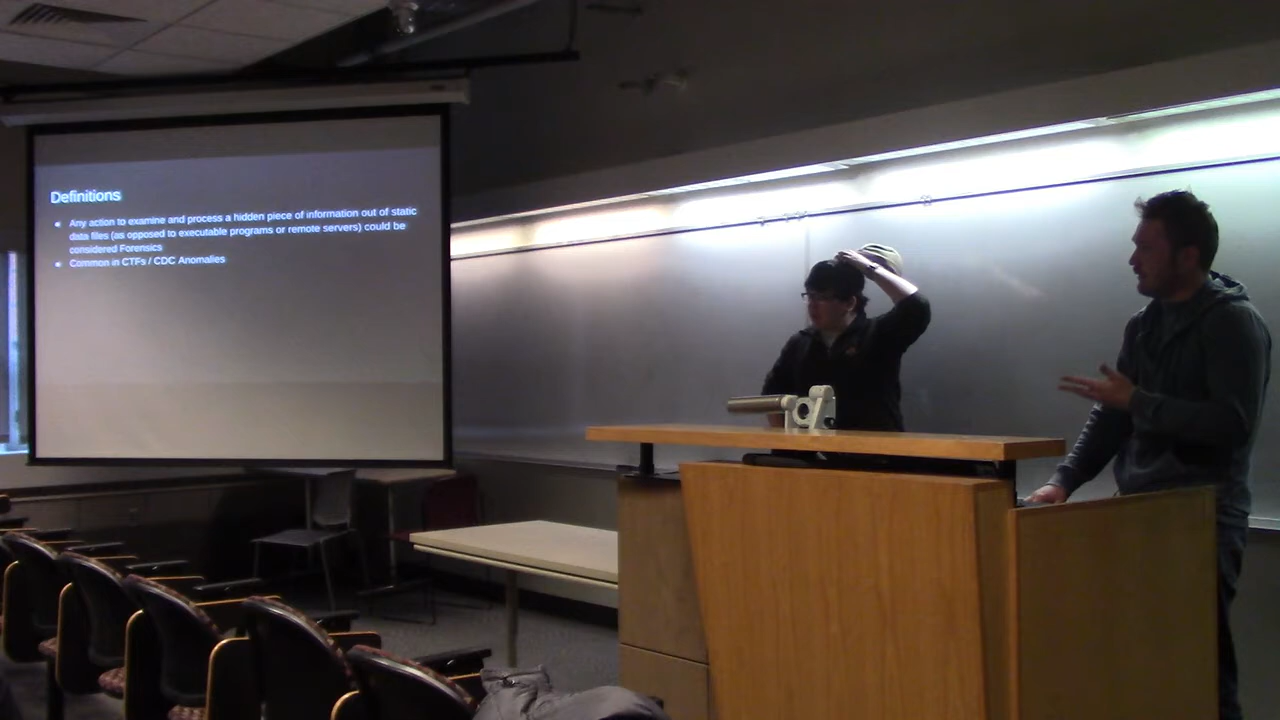 Definitions
Any action to examine and process a hidden piece of information out of static
data files (as opposed to executable programs or remote servers) could be
considered Forensics
Common in CTFs / CDC Anomalies